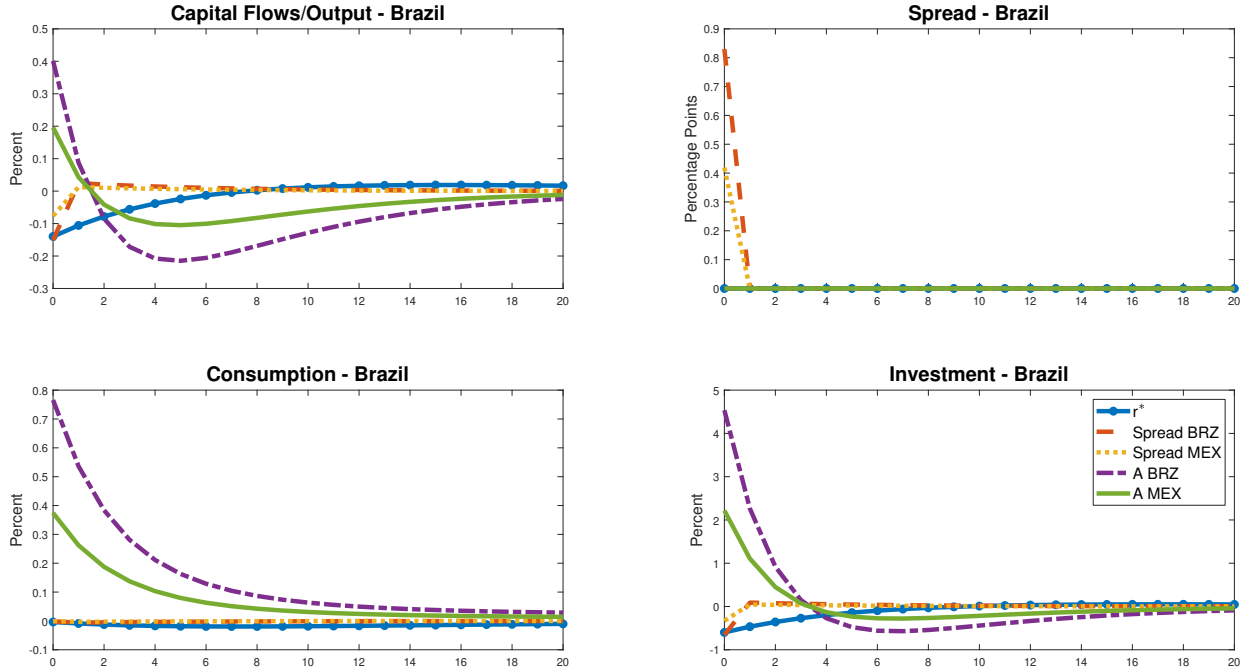 Capital Flows/Output - Brazil
Percent
0.5
0.4
0.3
0.2
0.1
0
-0.1
-0.2
-0.3
0 2 4 6 8 10 12 14 16 18 20
Spread - Brazil
Percentage Points
0.9
0.8
0.7
0.6
0.5
0.4
0.3
0.2
0.1
0
0 2 4 6 8 10 12 14 16 18 20
Consumption - Brazil
Percent
0.8
0.7
0.6
0.5
0.4
0.3
0.2
0.1
0
-0.1
0 2 4 6 8 10 12 14 16 18 20
Investment - Brazil
Percent
5
4
3
2
1
0
-1
0 2 4 6 8 10 12 14 16 18 20
r*
Spread BRZ
Spread MEX
A BRZ
A MEX